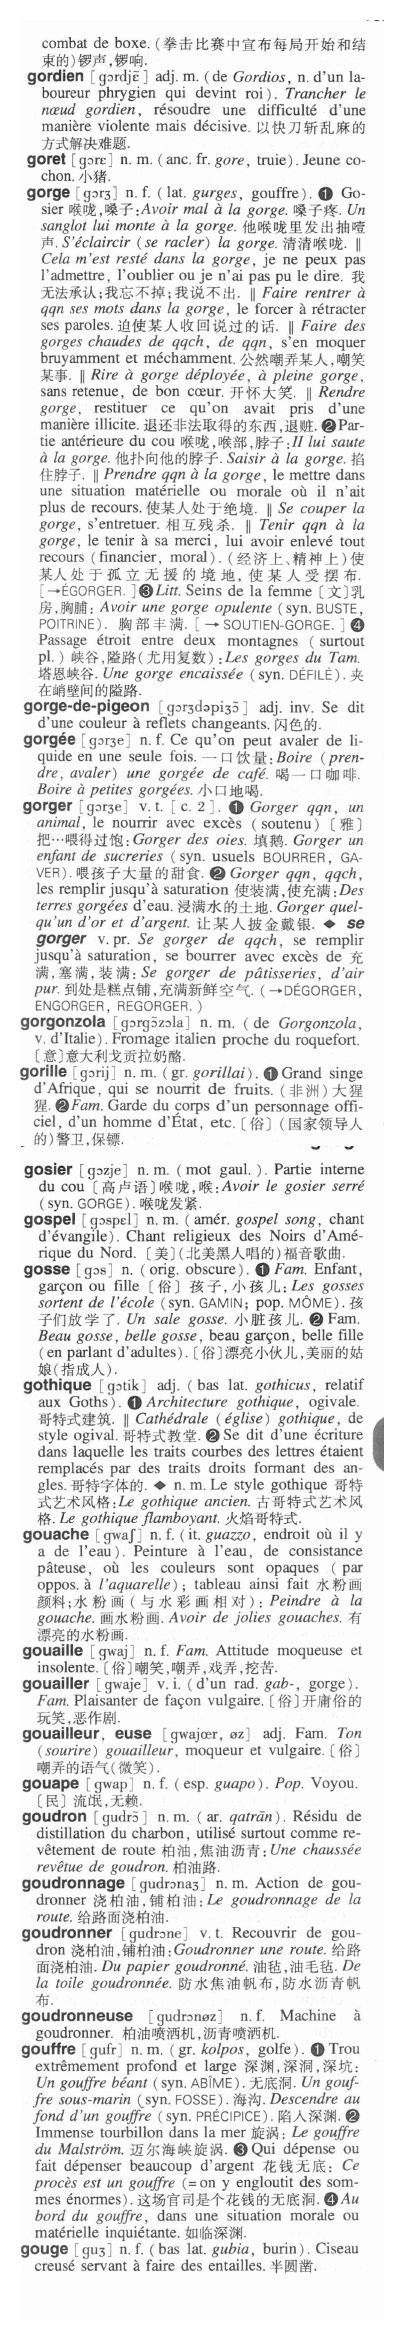 combat de boxe. (拳击比赛中宣布每局开始和结
束的)锣声,锣响.
gordien [gɔrdjɛ̃] adj. m. (de Gordios, n. d'un la-
boureur phrygien qui devint roi). Trancher le
nœud gordien, résoudre une difficulté d'une
manière violente mais décisive. 以快刀斩乱麻的
方式解决难题.
goret [gɔrɛ] n. m. (anc. fr. gore, truie). Jeune co-
chon. 小猪.
gorge [gɔrʒ] n. f. (lat. gurges, gouffre). ❶ Go-
sier 喉咙,嗓子:Avoir mal à la gorge. 嗓子疼. Un
sanglot lui monte à la gorge. 他喉咙里发出抽噎
声. S'éclaircir (se racler) la gorge. 清清喉咙. ‖
Cela m'est resté dans la gorge, je ne peux pas
l'admettre, l'oublier ou je n'ai pas pu le dire. 我
无法承认;我忘不掉;我说不出. ‖ Faire rentrer à
qqn ses mots dans la gorge, le forcer à rétracter
ses paroles. 迫使某人收回说过的话. ‖ Faire des
gorges chaudes de qqch, de qqn, s'en moquer
bruyamment et méchamment. 公然嘲弄某人,嘲笑
某事. ‖ Rire à gorge déployée, à pleine gorge,
sans retenue, de bon cœur. 开怀大笑. ‖ Rendre
gorge, restituer ce qu'on avait pris d'une
manière illicite. 退还非法取得的东西,退赃. ❷Par-
tie antérieure du cou 喉咙,喉部,脖子:Il lui saute
à la gorge. 他扑向他的脖子. Saisir à la gorge. 掐
住脖子. ‖ Prendre qqn à la gorge, le mettre dans
une situation matérielle ou morale où il n'ait
plus de recours. 使某人处于绝境. ‖ Se couper la
gorge, s'entretuer. 相互残杀. ‖ Tenir qqn à la
gorge, le tenir à sa merci, lui avoir enlevé tout
recours (financier, moral). (经济上、精神上)使
某人处于孤立无援的境地, 使某人受摆布.
[→ÉGORGER.]❸Litt. Seins de la femme [文]乳
房,胸脯: Avoir une gorge opulente (syn. BUSTE,
POITRINE). 胸部丰满. [→SOUTIEN-GORGE.] ❹
Passage étroit entre deux montagnes (surtout
pl.) 峡谷,隘路(尤用复数):Les gorges du Tam.
塔恩峡谷. Une gorge encaissée (syn. DÉFILÉ). 夹
在峭壁间的隘路.
gorge-de-pigeon [gɔrʒdəpiʒɔ̃] adj. inv. Se dit
d'une couleur à reflets changeants. 闪色的.
gorgée [gɔrʒe] n. f. Ce qu'on peut avaler de li-
quide en une seule fois. 一口饮量:Boire (pren-
dre, avaler) une gorgée de café. 喝一口咖啡.
Boire à petites gorgées. 小口地喝.
gorger [gɔrʒe] v. t. [c. 2]. ❶ Gorger qqn, un
animal, le nourrir avec excès (soutenu) [雅]
把…喂得过饱:Gorger des oies. 填鹅. Gorger un
enfant de sucreries (syn. usuels BOURRER, GA-
VER). 喂孩子大量的甜食. ❷ Gorger qqn, qqch,
les remplir jusqu'à saturation 使装满,使充满:Des
terres gorgées d'eau. 浸满水的土地. Gorger quel-
qu'un d'or et d'argent. 让某人披金戴银. ◆ se
gorger v. pr. Se gorger de qqch, se remplir
jusqu'à saturation, se bourrer avec excès de 充
满,塞满,装满: Se gorger de pâtisseries, d'air
pur. 到处是糕点铺,充满新鲜空气. (→DÉGORGER,
ENGORGER, REGORGER.)
gorgonzola [gɔrgɔ̃zɔla] n. m. (de Gorgonzola,
v. d'Italie). Fromage italien proche du roquefort.
[意]意大利戈贡拉奶酪.
gorille [gɔrij] n. m. (gr. gorillai). ❶Grand singe
d'Afrique, qui se nourrit de fruits. (非洲)大猩
猩. ❷Fam. Garde du corps d'un personnage offi-
ciel, d'un homme d'État, etc. [俗] (国家领导人
的)警卫,保镖.
gosier [gɔzje] n. m. (mot gaul.). Partie interne
du cou [高卢语]喉咙,喉:Avoir le gosier serré
(syn. GORGE). 喉咙发紧.
gospel [gɔspɛl] n. m. (amér. gospel song, chant
d'évangile). Chant religieux des Noirs d'Amé-
rique du Nord. [美](北美黑人唱的)福音歌曲.
gosse [gɔs] n. (orig. obscure). ❶ Fam. Enfant,
garçon ou fille [俗] 孩子, 小孩儿: Les gosses
sortent de l'école (syn. GAMIN; pop. MÔME). 孩
子们放学了. Un sale gosse. 小脏孩儿. ❷ Fam.
Beau gosse, belle gosse, beau garçon, belle fille
(en parlant d'adultes). [俗]漂亮小伙儿,美丽的姑
娘(指成人).
gothique [gɔtik] adj. (bas lat. gothicus, relatif
aux Goths). ❶ Architecture gothique, ogivale.
哥特式建筑. ‖ Cathédrale (église) gothique, de
style ogival. 哥特式教堂. ❷Se dit d'une écriture
dans laquelle les traits courbes des lettres étaient
remplacés par des traits droits formant des an-
gles. 哥特字体的. ◆ n. m. Le style gothique 哥特
式艺术风格:Le gothique ancien. 古哥特式艺术风
格. Le gothique flamboyant. 火焰哥特式.
gouache [gwaʃ] n. f. (it. guazzo, endroit où il y
a de l'eau). Peinture à l'eau, de consistance
pâteuse, où les couleurs sont opaques (par
oppos. à l'aquarelle); tableau ainsi fait 水粉画
颜料;水粉画(与水彩画相对): Peindre à la
gouache. 画水粉画. Avoir de jolies gouaches. 有
漂亮的水粉画.
gouaille [gwaj] n. f. Fam. Attitude moqueuse et
insolente. [俗]嘲笑,嘲弄,戏弄,挖苦.
gouailler [gwaje] v. i. (d'un rad. gab-, gorge).
Fam. Plaisanter de façon vulgaire. [俗]开庸俗的
玩笑,恶作剧.
gouailleur, euse [gwajœr, øz] adj. Fam. Ton
(sourire) gouailleur, moqueur et vulgaire. [俗]
嘲弄的语气(微笑).
gouape [gwap] n. f. (esp. guapo). Pop. Voyou.
[民] 流氓,无赖.
goudron [gudrɔ̃] n. m. (ar. qatrān). Résidu de
distillation du charbon, utilisé surtout comme re-
vêtement de route 柏油,焦油沥青:Une chaussée
revêtue de goudron. 柏油路.
goudronnage [gudrɔnaʒ] n. m. Action de gou-
dronner 浇柏油,铺柏油:Le goudronnage de la
route. 给路面浇柏油.
goudronner [gudrɔne] v. t. Recouvrir de gou-
dron 浇柏油,铺柏油:Goudronner une route. 给路
面浇柏油. Du papier goudronné. 油毡,油毛毡. De
la toile goudronnée. 防水焦油帆布,防水沥青帆
布.
goudronneuse [gudrɔnøz] n. f. Machine à
goudronner. 柏油喷洒机,沥青喷洒机.
gouffre [gufr] n. m. (gr. kolpos, golfe). ❶ Trou
extrêmement profond et large 深渊,深洞,深坑:
Un gouffre béant (syn. ABÎME). 无底洞. Un gouf-
fre sous-marin (syn. FOSSE). 海沟. Descendre au
fond d'un gouffre (syn. PRÉCIPICE). 陷入深渊. ❷
Immense tourbillon dans la mer 旋涡: Le gouffre
du Malström. 迈尔海峡旋涡. ❸ Qui dépense ou
fait dépenser beaucoup d'argent 花钱无底: Ce
procès est un gouffre (=on y engloutit des som-
mes énormes). 这场官司是个花钱的无底洞. ❹Au
bord du gouffre, dans une situation morale ou
matérielle inquiétante. 如临深渊.
gouge [guʒ] n. f. (bas lat. gubia, burin). Ciseau
creusé servant à faire des entailles. 半圆凿.